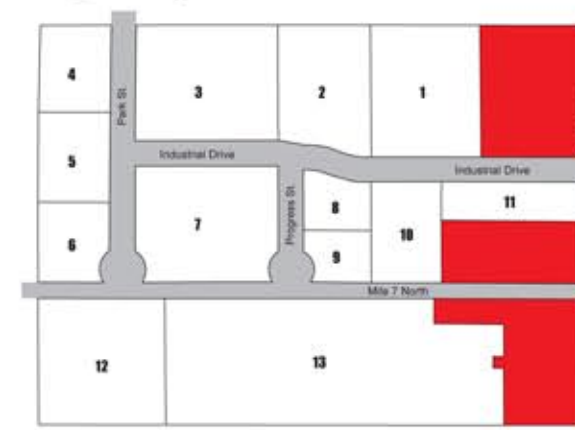 4
3
2
1
Park St.
5
Industrial Drive
Industrial Drive
6
7
Progress St.
8
9
10
11
Mile 7 North
12
13